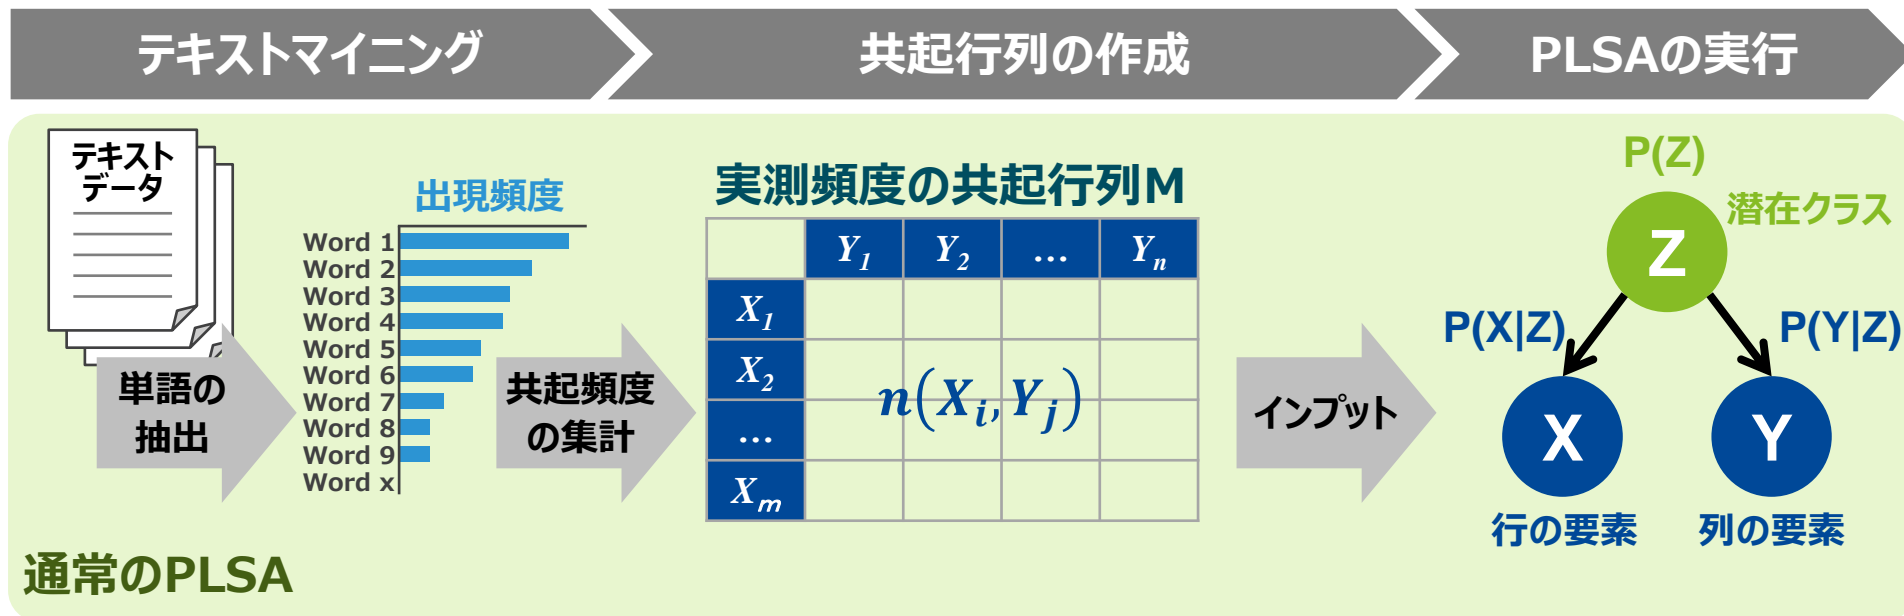 テキストマイニング
共起行列の作成
PLSAの実行
テキスト
データ
単語の
抽出
出現頻度
Word 1
Word 2
Word 3
Word 4
Word 5
Word 6
Word 7
Word 8
Word 9
Word x
共起頻度
の集計
実測頻度の共起行列M
Y1 Y2 … Yn
X1
X2
…
Xm
n(Xi, Yj)
インプット
P(Z)
潜在クラス
Z
P(X|Z) P(Y|Z)
X Y
行の要素 列の要素
通常のPLSA